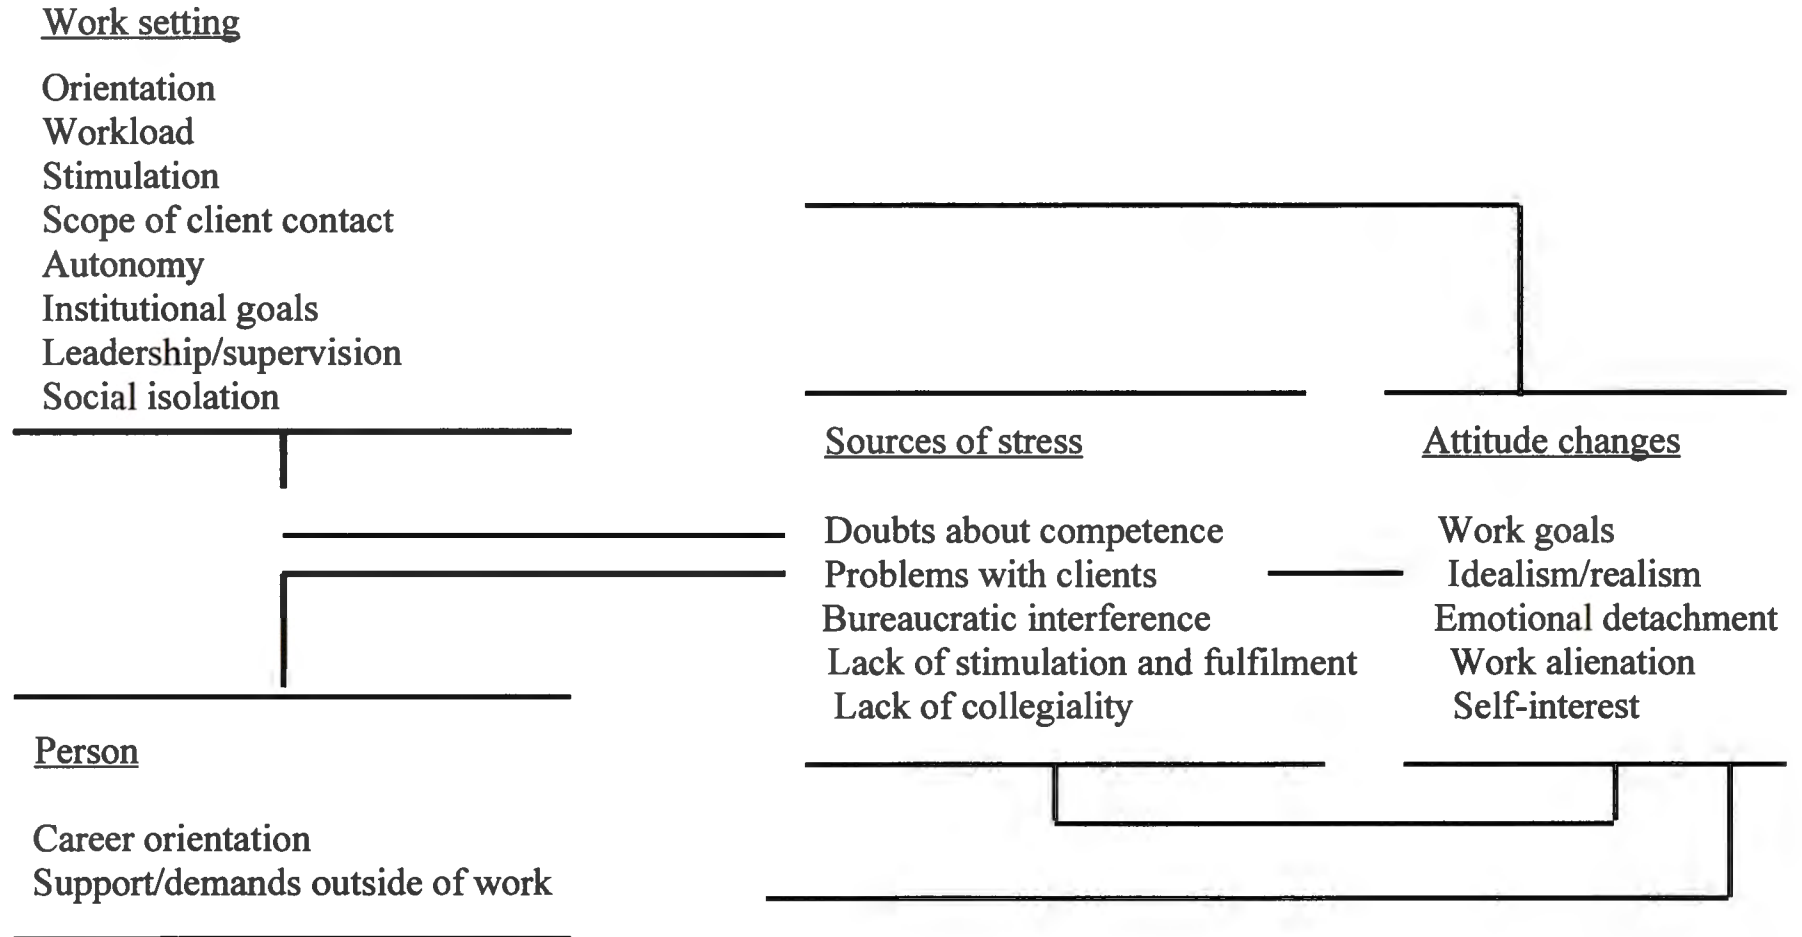 Work setting
Orientation
Workload
Stimulation
Scope of client contact
Autonomy
Institutional goals
Leadership/supervision
Social isolation
Sources of stress
Doubts about competence
Problems with clients
Bureaucratic interference
Lack of stimulation and fulfilment
Lack of collegiality
Attitude changes
Work goals
Idealism/realism
Emotional detachment
Work alienation
Self-interest
Person
Career orientation
Support/demands outside of work